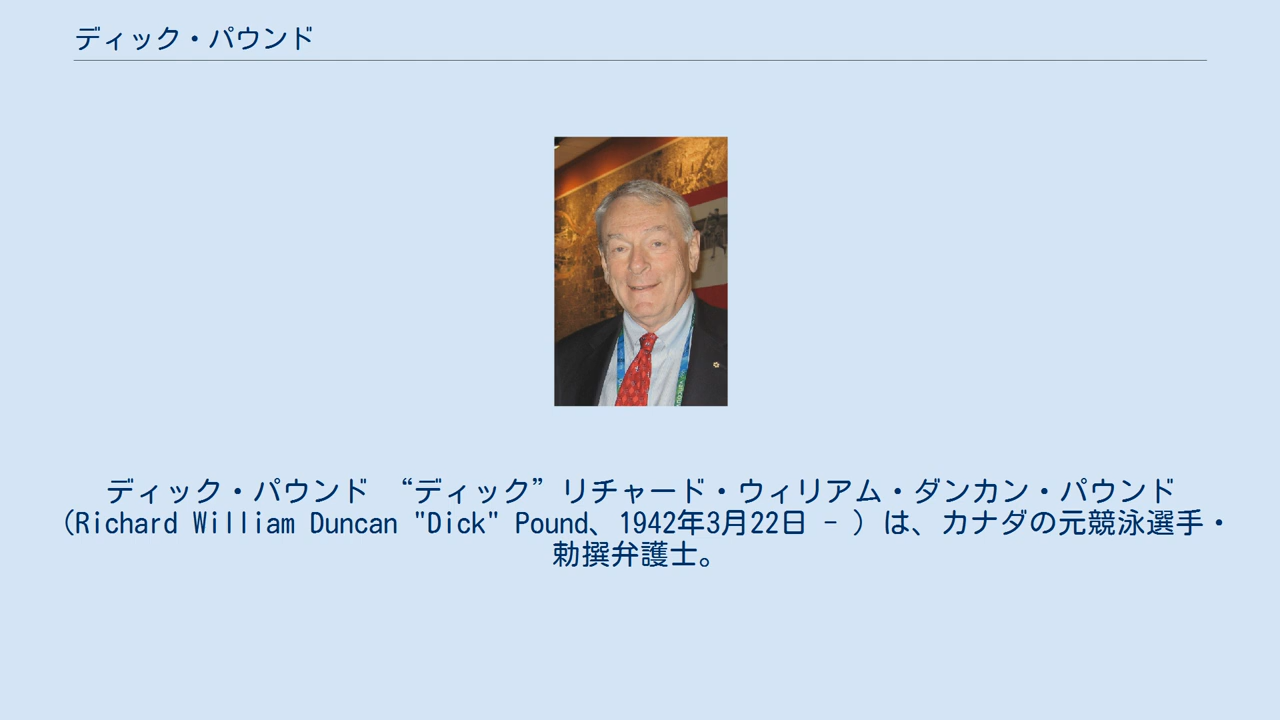 ディック・パウンド
ディック・パウンド “ディック”リチャード・ウィリアム・ダンカン・パウンド
（Richard William Duncan "Dick" Pound、1942年3月22日 - ）は、カナダの元競泳選手・
勅撰弁護士。